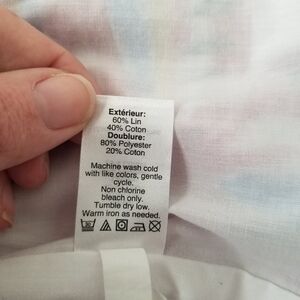 Extérieur:
60% Lin
40% Coton
Doublure:
80% Polyester
20% Coton
Machine wash cold
with like colors, gentle
cycle.
Non chlorine
bleach only.
Tumble dry low.
Warm iron as needed.